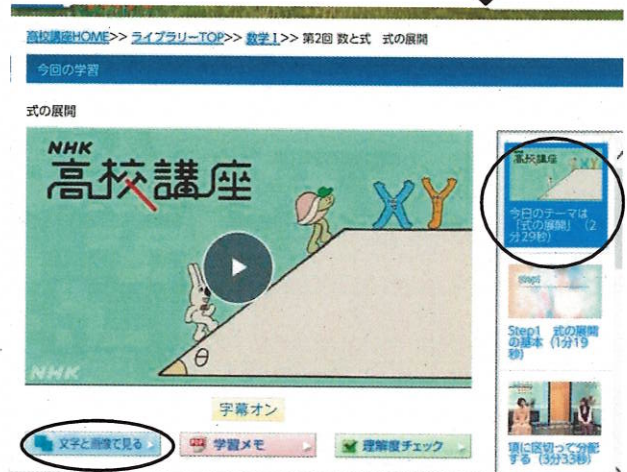 高校講座HOME>> ライブラリーTOP>> 数学Ⅰ>> 第2回 数と式　式の展開
今回の学習
式の展開
NHK
高校講座
XY
θ
NHK
字幕オン
文字と画像で見る
学習メモ
理解度チェック
高校講座
XY
今日のテーマは
「式の展開」（2
分29秒）
Step1
Step1　式の展開
の基本（1分19
秒）
項に区切って分配
する（3分33秒）